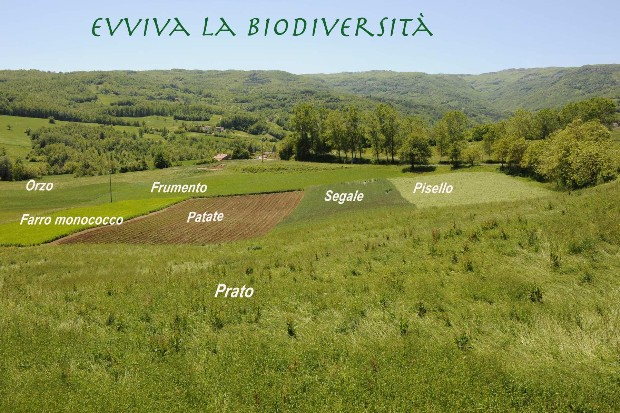 EVVIVA LA BIODIVERSITÀ
Orzo
Frumento
Segale
Pisello
Farro monococco
Patate
Prato